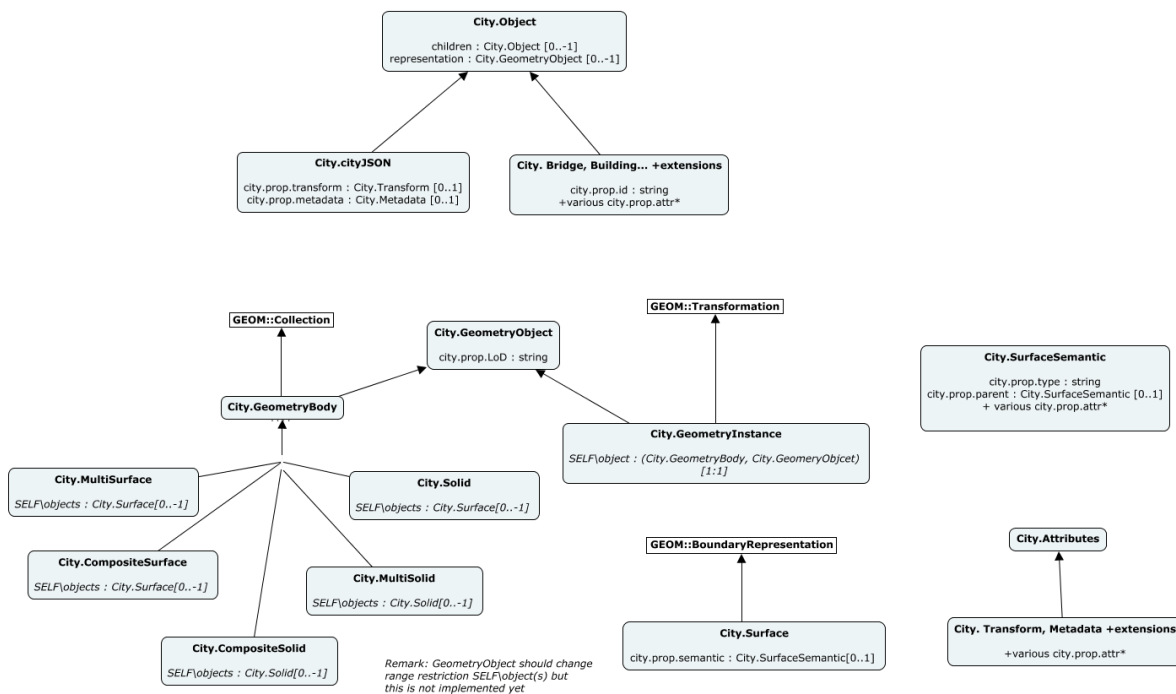 City.Object
children : City.Object [0..-1]
representation : City.GeometryObject [0..-1]
City.cityJSON
city.prop.transform : City.Transform [0..1]
city.prop.metadata : City.Metadata [0..1]
City. Bridge, Building... +extensions
city.prop.id : string
+various city.prop.attr*
GEOM::Collection
City.GeometryObject
city.prop.LoD : string
GEOM::Transformation
City.GeometryBody
City.GeometryInstance
SELF\object : (City.GeometryBody, City.GeomeryObjcet)
[1:1]
City.SurfaceSemantic
city.prop.type : string
city.prop.parent : City.SurfaceSemantic [0..1]
+ various city.prop.attr*
City.MultiSurface
SELF\objects : City.Surface[0..-1]
City.Solid
SELF\objects : City.Surface[0..-1]
City.CompositeSurface
SELF\objects : City.Surface[0..-1]
City.MultiSolid
SELF\objects : City.Solid[0..-1]
City.CompositeSolid
SELF\objects : City.Solid[0..-1]
Remark: GeometryObject should change
range restriction SELF\object(s) but
this is not implemented yet
GEOM::BoundaryRepresentation
City.Surface
city.prop.semantic : City.SurfaceSemantic[0..1]
City.Attributes
City. Transform, Metadata +extensions
+various city.prop.attr*